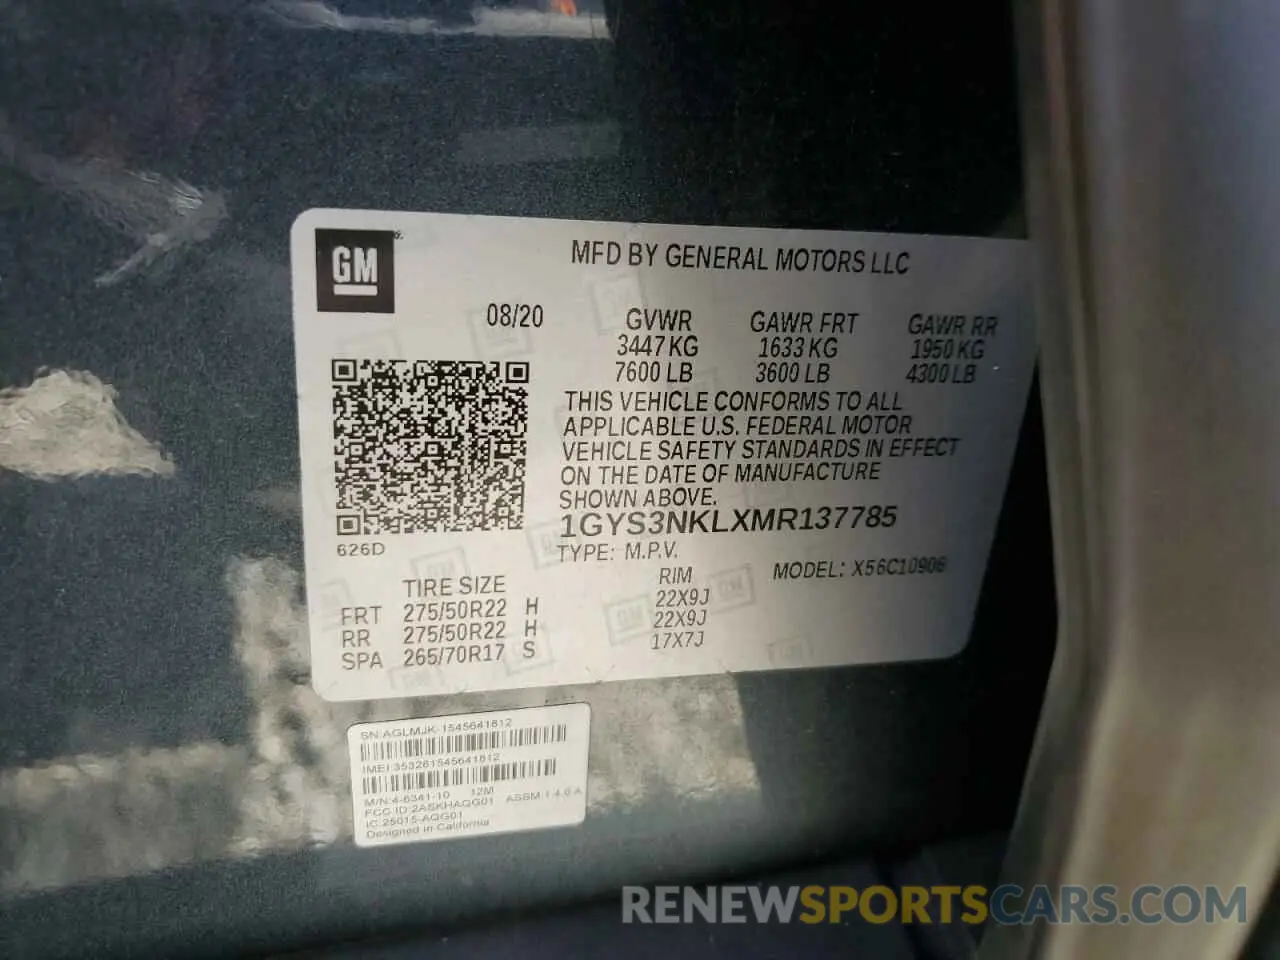 GM
MFD BY GENERAL MOTORS LLC
08/20 GVWR GAWR FRT GAWR RR
3447 KG 1633 KG 1950 KG
7600 LB 3600 LB 4300 LB
THIS VEHICLE CONFORMS TO ALL
APPLICABLE U.S. FEDERAL MOTOR
VEHICLE SAFETY STANDARDS IN EFFECT
ON THE DATE OF MANUFACTURE
SHOWN ABOVE.
1GYS3NKLXMR137785
626D
TYPE: M.P.V.
MODEL: X56C10906
TIRE SIZE RIM
FRT 275/50R22 H 22X9J
RR 275/50R22 H 22X9J
SPA 265/70R17 S 17X7J
SN:AGLMJK-1545641812
IMEI 353261545641812
M/N:4-6341-10 12M
FCC ID:2ASKHAQG01 ASSM 1.4.0 A
IC:25015-AQG01
Designed in California
RENEWSPORTSCARS.COM